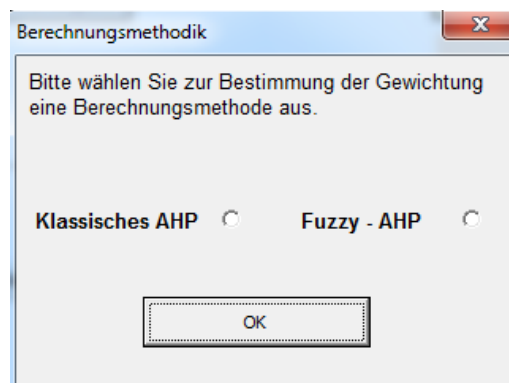 Berechnungsmethodik
Bitte wählen Sie zur Bestimmung der Gewichtung
eine Berechnungsmethode aus.
Klassisches AHP Fuzzy - AHP
OK